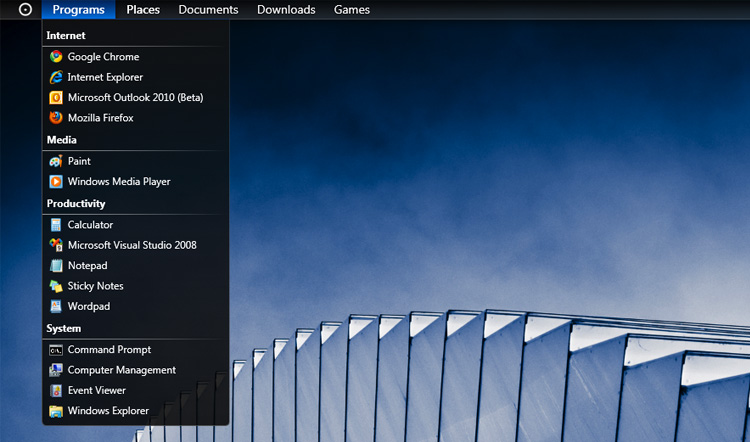 Programs Places Documents Downloads Games
Internet
Google Chrome
Internet Explorer
Microsoft Outlook 2010 (Beta)
Mozilla Firefox
Media
Paint
Windows Media Player
Productivity
Calculator
Microsoft Visual Studio 2008
Notepad
Sticky Notes
Wordpad
System
Command Prompt
Computer Management
Event Viewer
Windows Explorer